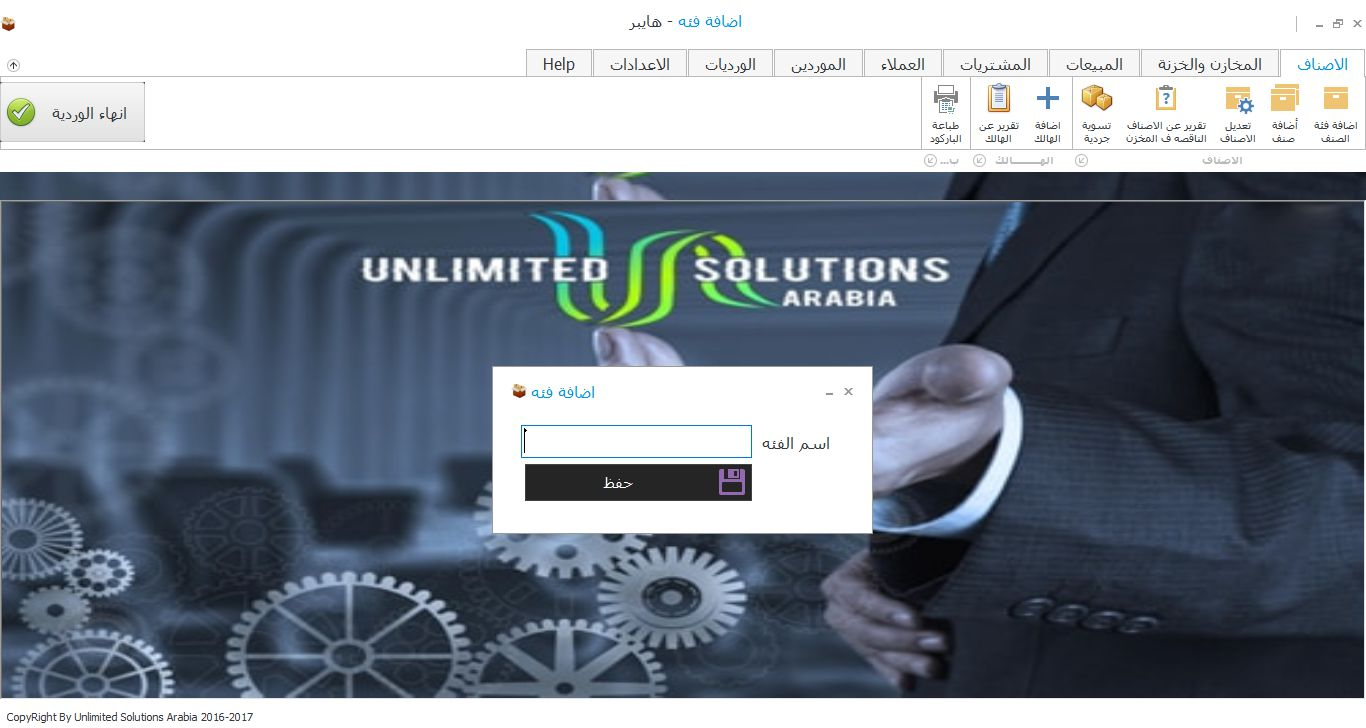 اضافة فئه - هايبر
الاصناف
المخازن والخزنة
المبيعات
المشتريات
العملاء
الموردين
الورديات
الاعدادات
Help
اضافة فئة
الصنف
أضافة
صنف
تعديل
الاصناف
تقرير عن الاصناف
الناقصه ف المخزن
تسوية
جردية
اضافة
الهالك
تقرير عن
الهالك
طباعة
الباركود
انهاء الوردية
الاصناف
الهـــــالك
ب...
UNLIMITED SOLUTIONS
ARABIA
اضافة فئه
اسم الفئه
حفظ
CopyRight By Unlimited Solutions Arabia 2016-2017